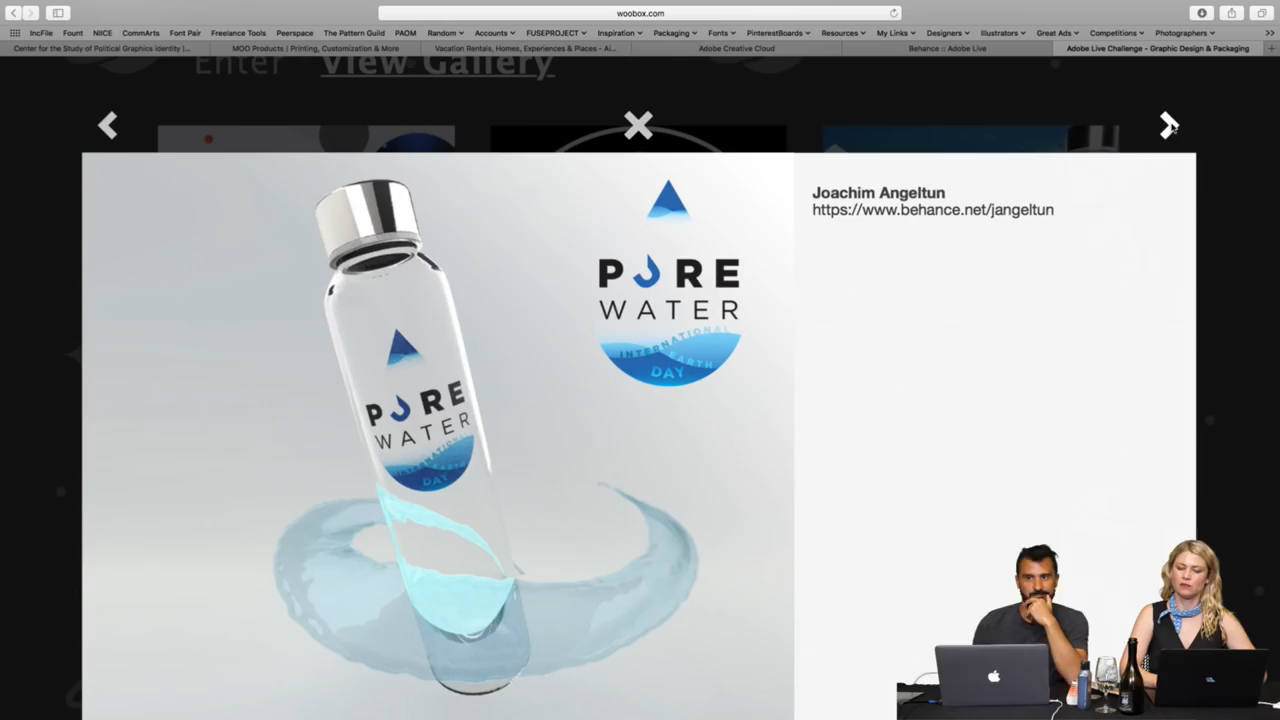 woobox.com
IncFile Fount NIICE CommArts Font Pair Freelance Tools Peerspace The Pattern Guild PAOM Random Accounts FUSEPROJECT Inspiration Packaging Fonts PinterestBoards Resources My Links Designers Illustrators Great Ads Competitions Photographers
Center for the Study of Political Graphics identity |... MOO Products | Printing, Customization & More Vacation Rentals, Homes, Experiences & Places - Ai... Adobe Creative Cloud Behance :: Adobe Live Adobe Live Challenge - Graphic Design & Packaging
Enter View Gallery
Joachim Angeltun
https://www.behance.net/jangeltun
PURE
WATER
INTERNATIONAL
EARTH
DAY
PURE
WATER
INTERNATIONAL
EARTH
DAY